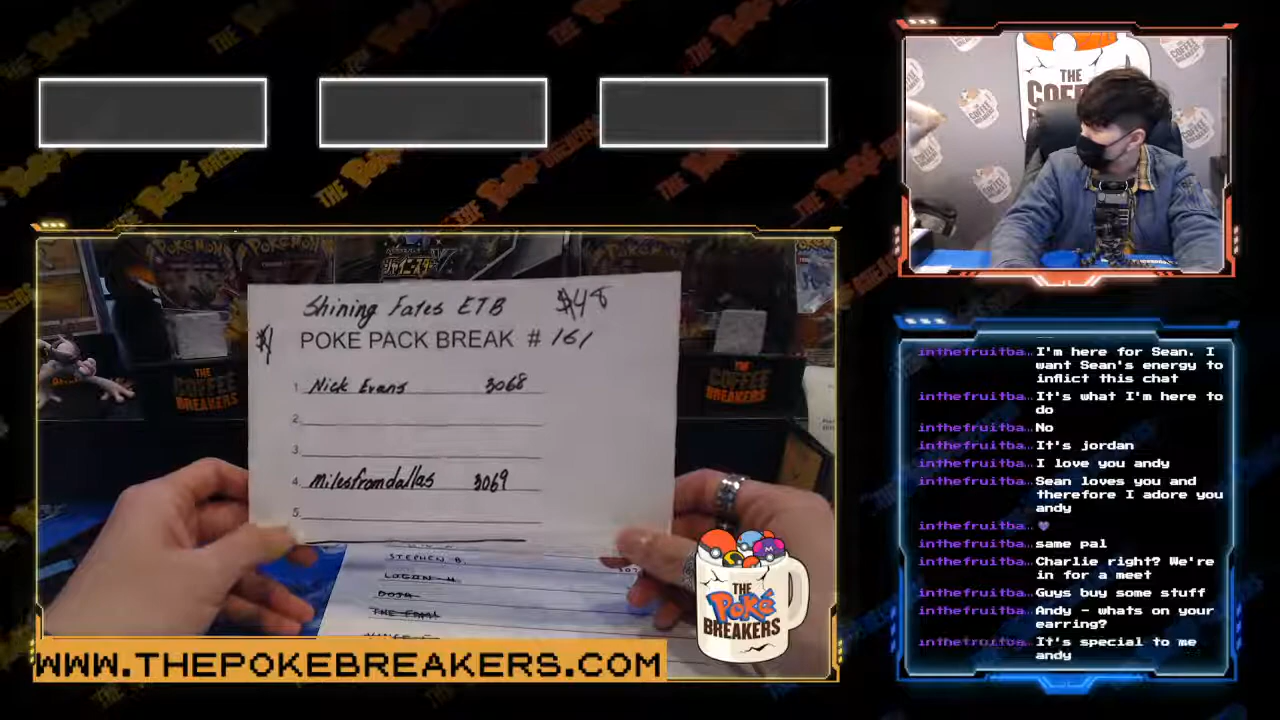 Shining Fates ETB $48
POKE PACK BREAK # 161
1. Nick Evans 3068
2.
3.
4. Milesfromdallas 3069
5.
STEPHEN B.
LOGAN H
DOJA
THE EARL
THE
COFFEE
BREAKERS
THE
COFFEE
BREAKERS
THE
Poké
BREAKERS
WWW.THEPOKEBREAKERS.COM
THE
inthefruitba… I'm here for Sean. I
want Sean's energy to
inflict this chat
inthefruitba… It's what I'm here to
do
inthefruitba… No
inthefruitba… It's jordan
inthefruitba… I love you andy
inthefruitba… Sean loves you and
therefore I adore you
andy
inthefruitba… 💜
inthefruitba… same pal
inthefruitba… Charlie right? We're
in for a meet
inthefruitba… Guys buy some stuff
inthefruitba… Andy - whats on your
earring?
inthefruitba… It's special to me
andy